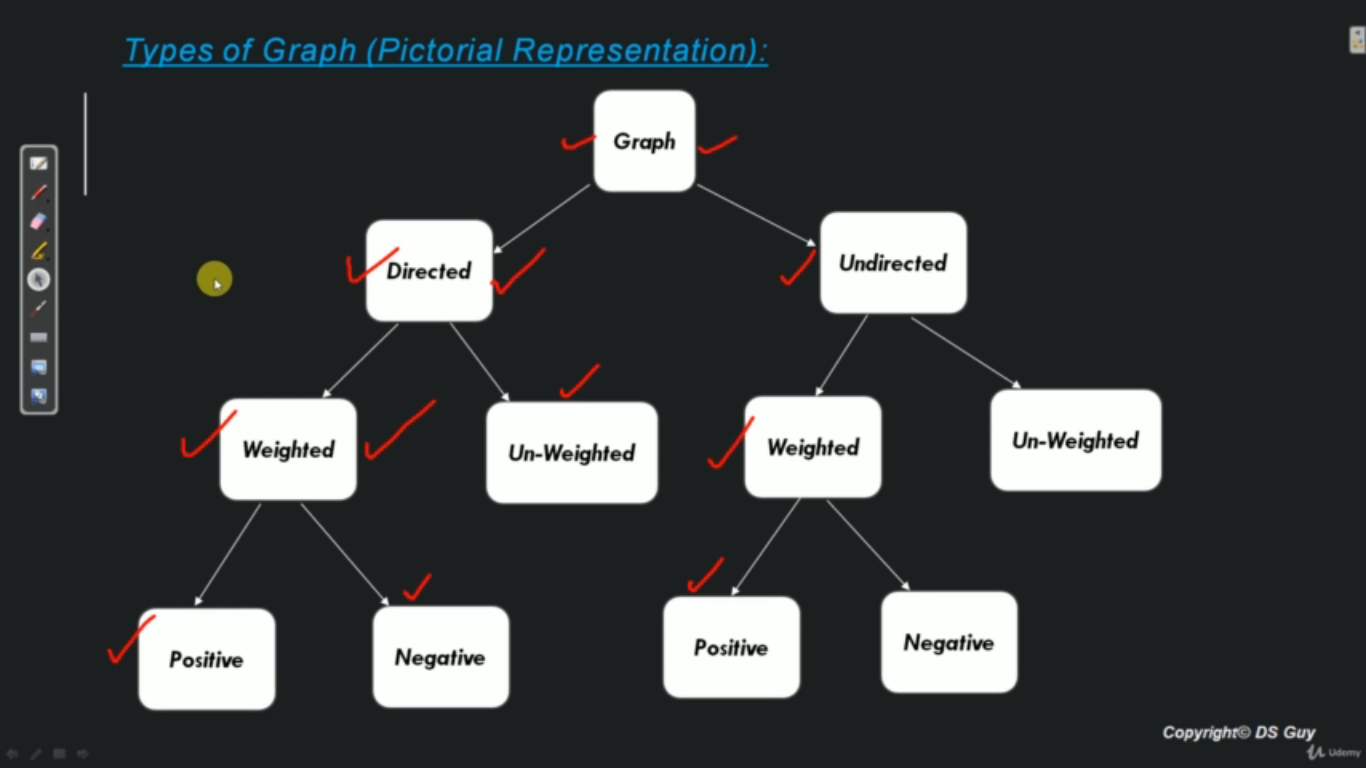 Types of Graph (Pictorial Representation):
Graph
Directed
Undirected
Weighted
Un-Weighted
Weighted
Un-Weighted
Positive
Negative
Positive
Negative
Copyright© DS Guy
Udemy